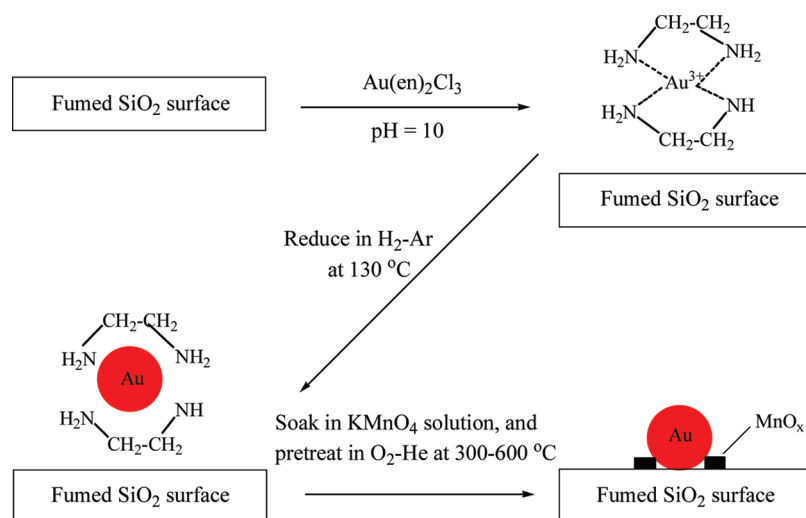 Fumed SiO₂ surface
Au(en)₂Cl₃
pH = 10
CH₂-CH₂
H₂N
NH₂
Au³⁺
H₂N
NH
CH₂-CH₂
Fumed SiO₂ surface
Reduce in H₂-Ar
at 130 °C
CH₂-CH₂
H₂N
NH₂
Au
H₂N
NH
CH₂-CH₂
Fumed SiO₂ surface
Soak in KMnO₄ solution, and
pretreat in O₂-He at 300-600 °C
Au
MnOₓ
Fumed SiO₂ surface